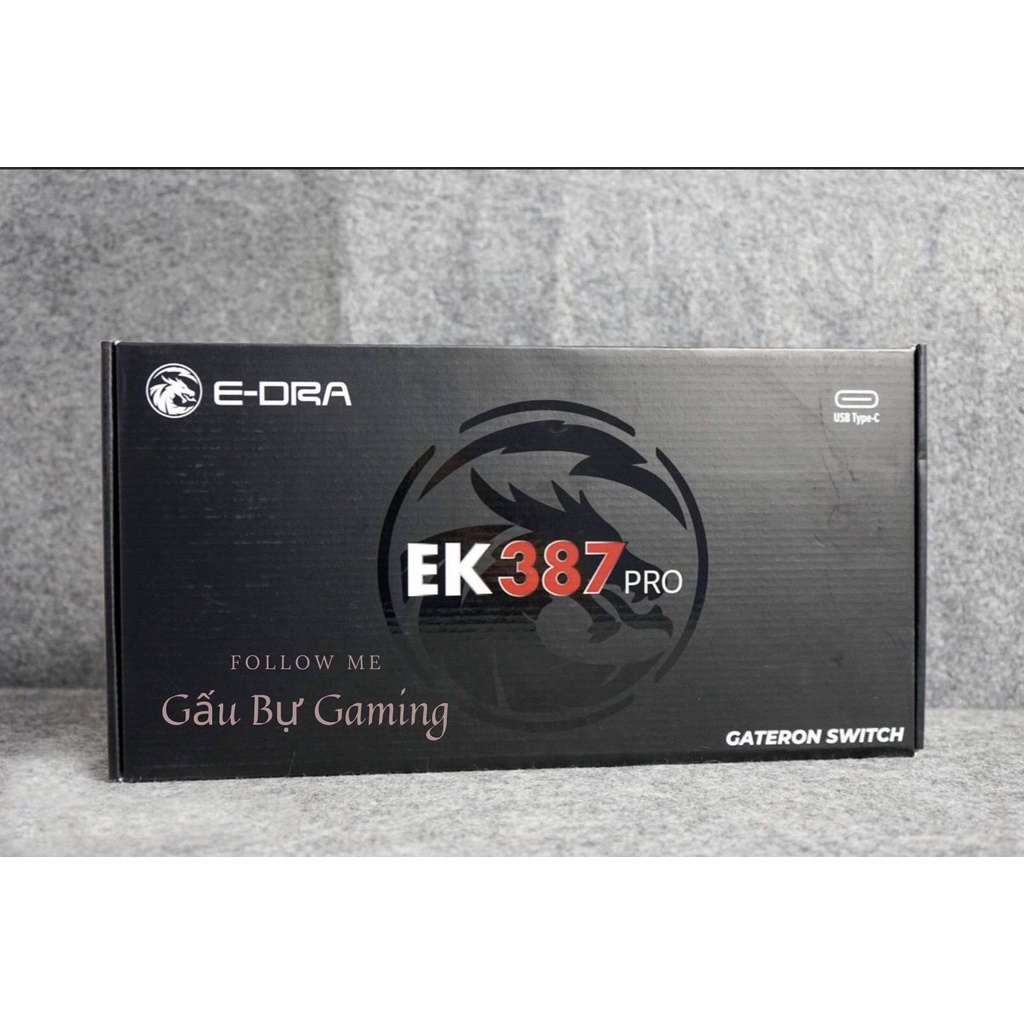 E-DRA
USB Type-C
EK387 PRO
FOLLOW ME
Gấu Bự Gaming
GATERON SWITCH